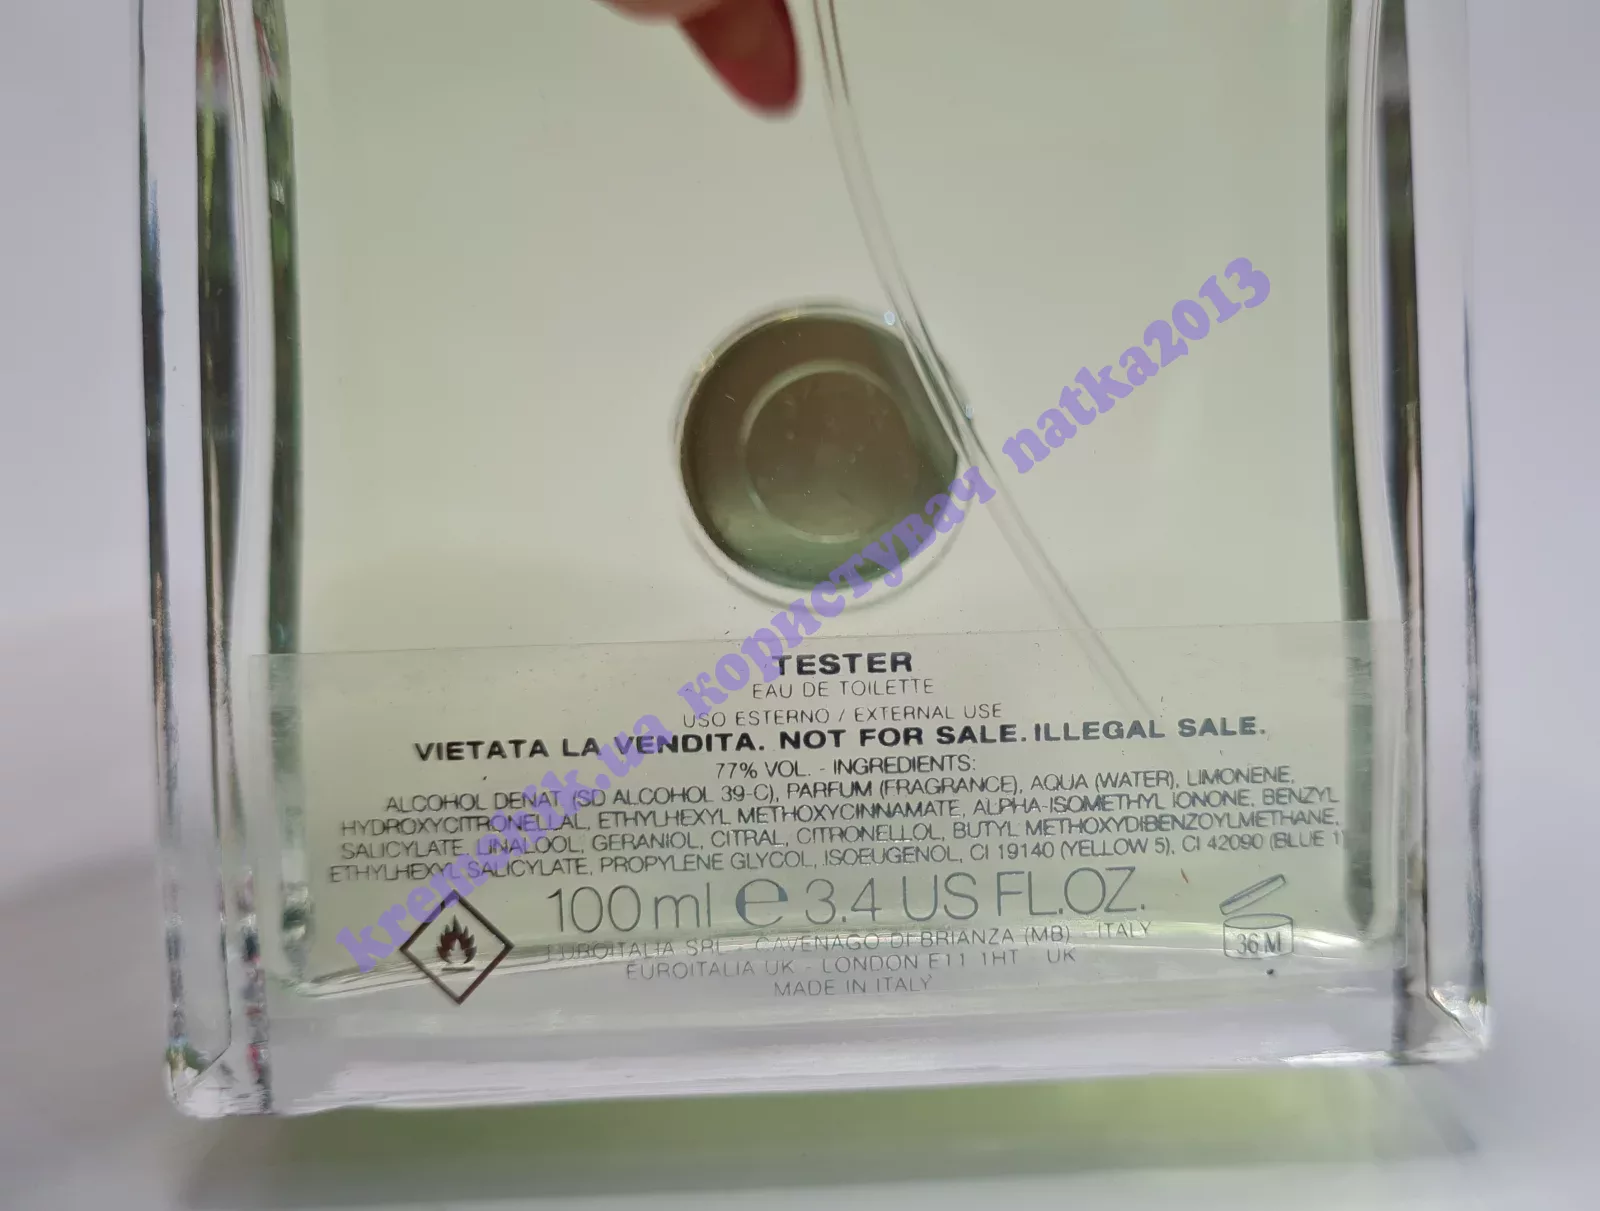 TESTER
EAU DE TOILETTE
USO ESTERNO / EXTERNAL USE
VIETATA LA VENDITA. NOT FOR SALE. ILLEGAL SALE.
77% VOL. - INGREDIENTS:
ALCOHOL DENAT (SD ALCOHOL 39-C), PARFUM (FRAGRANCE), AQUA (WATER), LIMONENE,
HYDROXYCITRONELLAL, ETHYLHEXYL METHOXYCINNAMATE, ALPHA-ISOMETHYL IONONE, BENZYL
SALICYLATE, LINALOOL, GERANIOL, CITRAL, CITRONELLOL, BUTYL METHOXYDIBENZOYLMETHANE,
ETHYLHEXYL SALICYLATE, PROPYLENE GLYCOL, ISOEUGENOL, CI 19140 (YELLOW 5), CI 42090 (BLUE 1)
100 ml e 3.4 US FL.OZ.
EUROITALIA SRL - CAVENAGO DI BRIANZA (MB) - ITALY
EUROITALIA UK - LONDON E11 1HT UK
MADE IN ITALY
36 M
kremchik.ua користувач natka2013